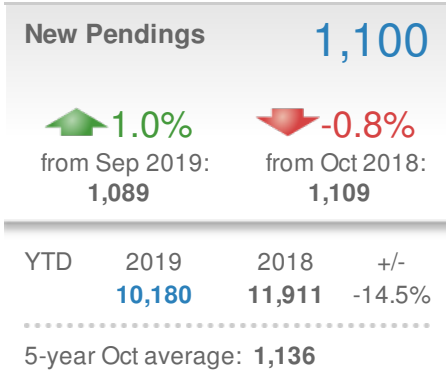 New Pendings 1,100
1.0% -0.8%
from Sep 2019: from Oct 2018:
1,089 1,109
YTD 2019 2018 +/-
10,180 11,911 -14.5%
5-year Oct average: 1,136